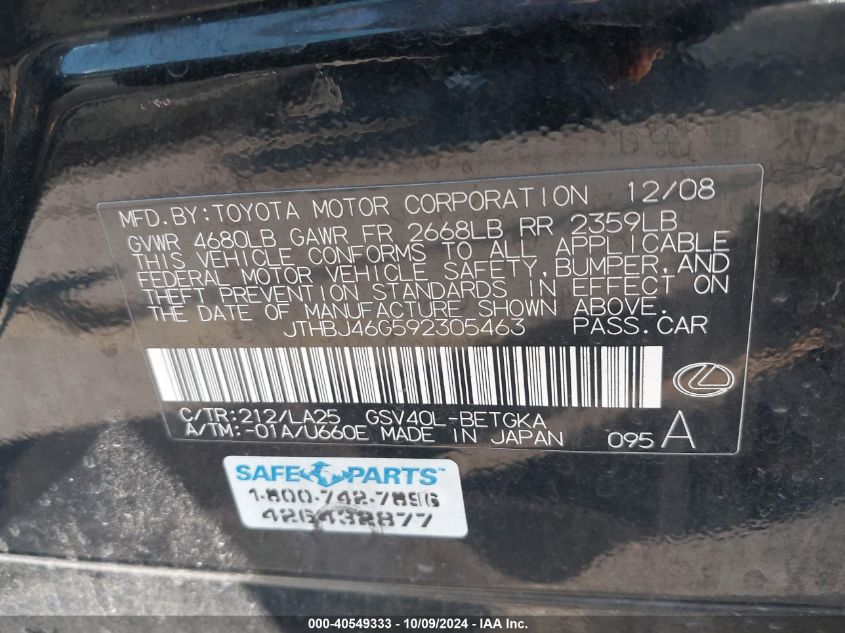 MFD.BY:TOYOTA MOTOR CORPORATION 12/08
GVWR 4680LB GAWR FR 2668LB RR 2359LB
THIS VEHICLE CONFORMS TO ALL APPLICABLE
FEDERAL MOTOR VEHICLE SAFETY,BUMPER,AND
THEFT PREVENTION STANDARDS IN EFFECT ON
THE DATE OF MANUFACTURE SHOWN ABOVE.
JTHBJ46G592305463 PASS.CAR
C/TR:212/LA25 GSV40L-BETGKA
A/TM:-01A/U660E MADE IN JAPAN 095 A
SAFE PARTS
1-800-742-7896
426432877
000-40549333 - 10/09/2024 - IAA Inc.